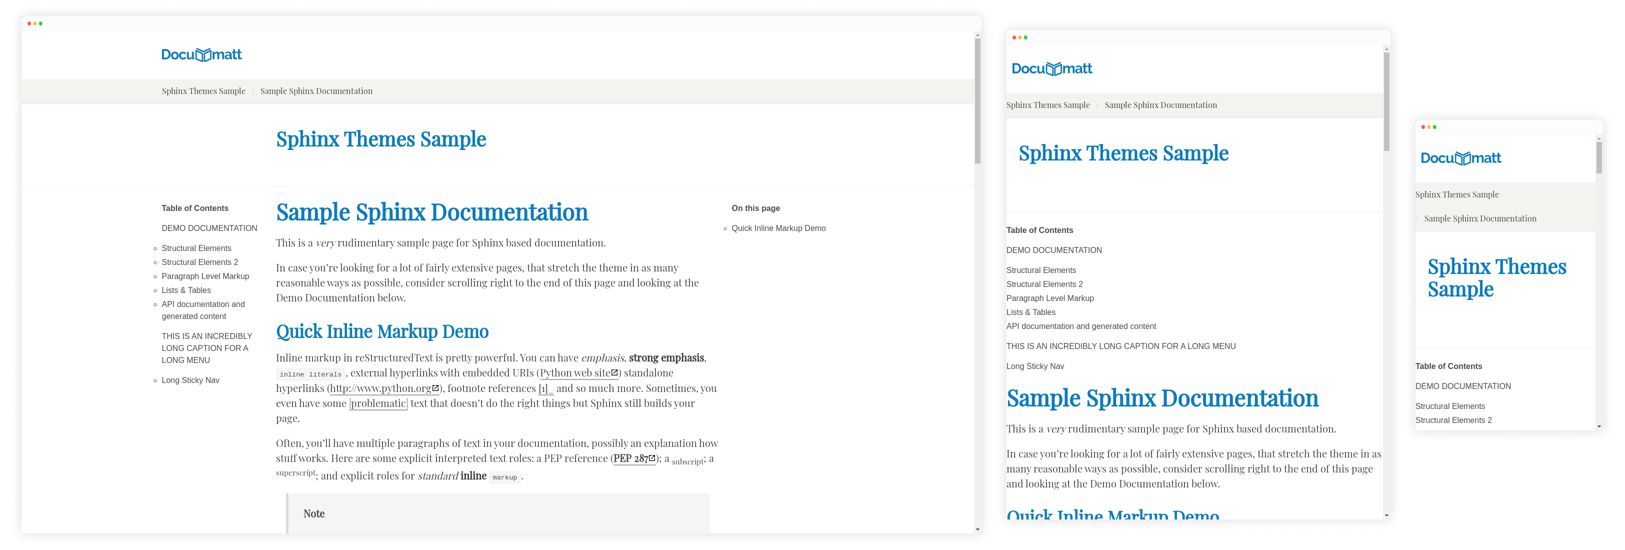 Documatt
Sphinx Themes Sample / Sample Sphinx Documentation
Sphinx Themes Sample
Table of Contents
DEMO DOCUMENTATION
Structural Elements
Structural Elements 2
Paragraph Level Markup
Lists & Tables
API documentation and
generated content
THIS IS AN INCREDIBLY
LONG CAPTION FOR A
LONG MENU
Long Sticky Nav
Sample Sphinx Documentation
This is a very rudimentary sample page for Sphinx based documentation.
In case you’re looking for a lot of fairly extensive pages, that stretch the theme in as many
reasonable ways as possible, consider scrolling right to the end of this page and looking at the
Demo Documentation below.
Quick Inline Markup Demo
Inline markup in reStructuredText is pretty powerful. You can have emphasis, strong emphasis,
inline literals, external hyperlinks with embedded URIs (Python web site) standalone
hyperlinks (http://www.python.org), footnote references [1]_ and so much more. Sometimes, you
even have some |problematic| text that doesn’t do the right things but Sphinx still builds your
page.
Often, you’ll have multiple paragraphs of text in your documentation, possibly an explanation how
stuff works. Here are some explicit interpreted text roles: a PEP reference (PEP 287); a subscript; a
superscript; and explicit roles for standard inline markup.
Note
On this page
Quick Inline Markup Demo
Documatt
Sphinx Themes Sample / Sample Sphinx Documentation
Sphinx Themes Sample
Table of Contents
DEMO DOCUMENTATION
Structural Elements
Structural Elements 2
Paragraph Level Markup
Lists & Tables
API documentation and generated content
THIS IS AN INCREDIBLY LONG CAPTION FOR A LONG MENU
Long Sticky Nav
Sample Sphinx Documentation
This is a very rudimentary sample page for Sphinx based documentation.
In case you’re looking for a lot of fairly extensive pages, that stretch the theme in as
many reasonable ways as possible, consider scrolling right to the end of this page
and looking at the Demo Documentation below.
Quick Inline Markup Demo
Documatt
Sphinx Themes Sample
/ Sample Sphinx Documentation
Sphinx Themes
Sample
Table of Contents
DEMO DOCUMENTATION
Structural Elements
Structural Elements 2